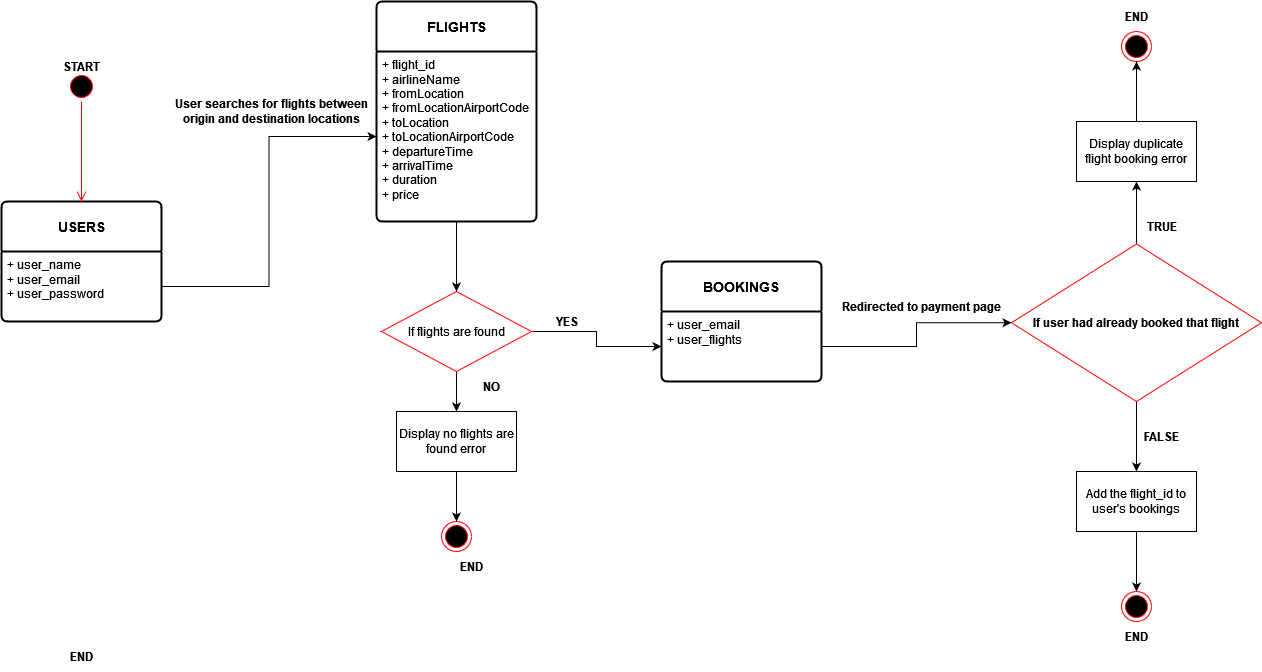 START
USERS
+ user_name
+ user_email
+ user_password
User searches for flights between
origin and destination locations
FLIGHTS
+ flight_id
+ airlineName
+ fromLocation
+ fromLocationAirportCode
+ toLocation
+ toLocationAirportCode
+ departureTime
+ arrivalTime
+ duration
+ price
If flights are found
YES
NO
Display no flights are
found error
END
BOOKINGS
+ user_email
+ user_flights
Redirected to payment page
If user had already booked that flight
TRUE
Display duplicate
flight booking error
END
FALSE
Add the flight_id to
user's bookings
END
END